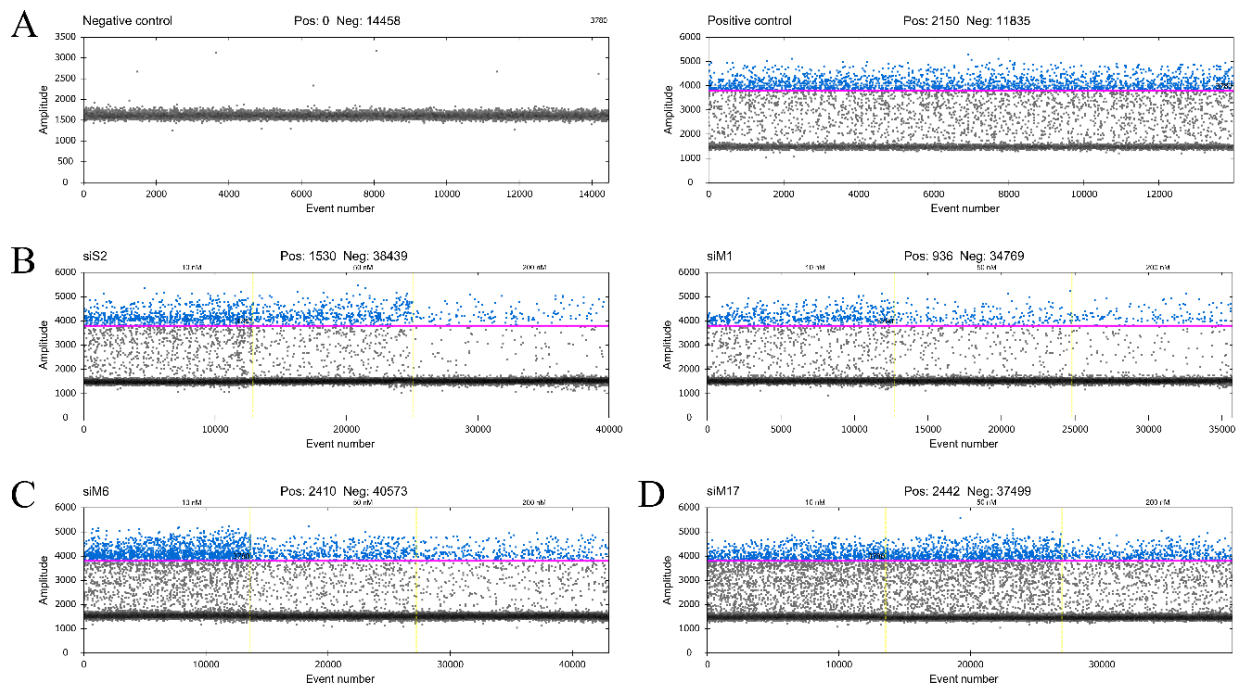 A
Negative control Pos: 0 Neg: 14458 3780
3500
3000
2500
2000
1500
1000
500
0
Amplitude
0 2000 4000 6000 8000 10000 12000 14000
Event number
Positive control Pos: 2150 Neg: 11835
6000
5000
4000
3000
2000
1000
0
Amplitude
0 2000 4000 6000 8000 10000 12000
Event number
B
siS2 Pos: 1530 Neg: 38439
10 nM 50 nM 200 nM
6000
5000
4000
3000
2000
1000
0
Amplitude
0 10000 20000 30000 40000
Event number
siM1 Pos: 936 Neg: 34769
10 nM 50 nM 200 nM
6000
5000
4000
3000
2000
1000
0
Amplitude
0 5000 10000 15000 20000 25000 30000 35000
Event number
C
siM6 Pos: 2410 Neg: 40573
10 nM 50 nM 200 nM
6000
5000
4000
3000
2000
1000
0
Amplitude
0 10000 20000 30000 40000
Event number
D
siM17 Pos: 2442 Neg: 37499
10 nM 50 nM 200 nM
6000
5000
4000
3000
2000
1000
0
Amplitude
0 10000 20000 30000
Event number